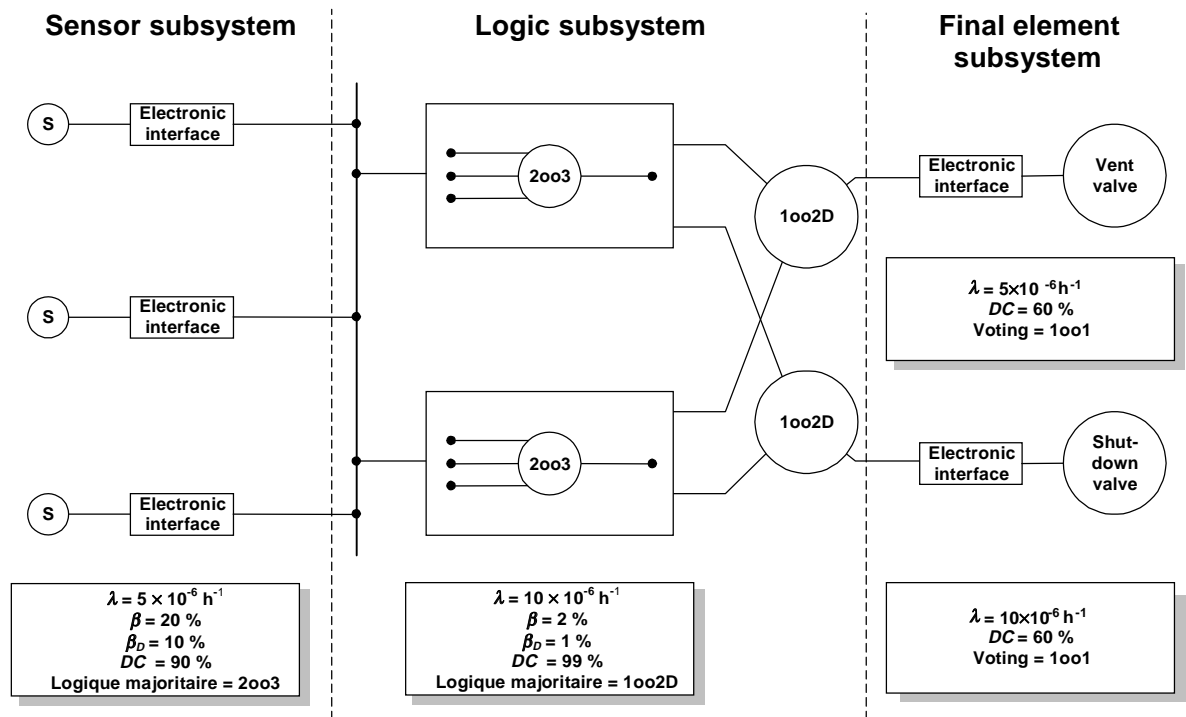 Sensor subsystem
Logic subsystem
Final element
subsystem
S
Electronic
interface
S
Electronic
interface
S
Electronic
interface
2oo3
2oo3
1oo2D
1oo2D
Electronic
interface
Vent
valve
λ = 5×10 -6 h-1
DC = 60 %
Voting = 1oo1
Electronic
interface
Shut-
down
valve
λ = 5 × 10-6 h-1
β = 20 %
βD = 10 %
DC = 90 %
Logique majoritaire = 2oo3
λ = 10 × 10-6 h-1
β = 2 %
βD = 1 %
DC = 99 %
Logique majoritaire = 1oo2D
λ = 10×10-6 h-1
DC = 60 %
Voting = 1oo1